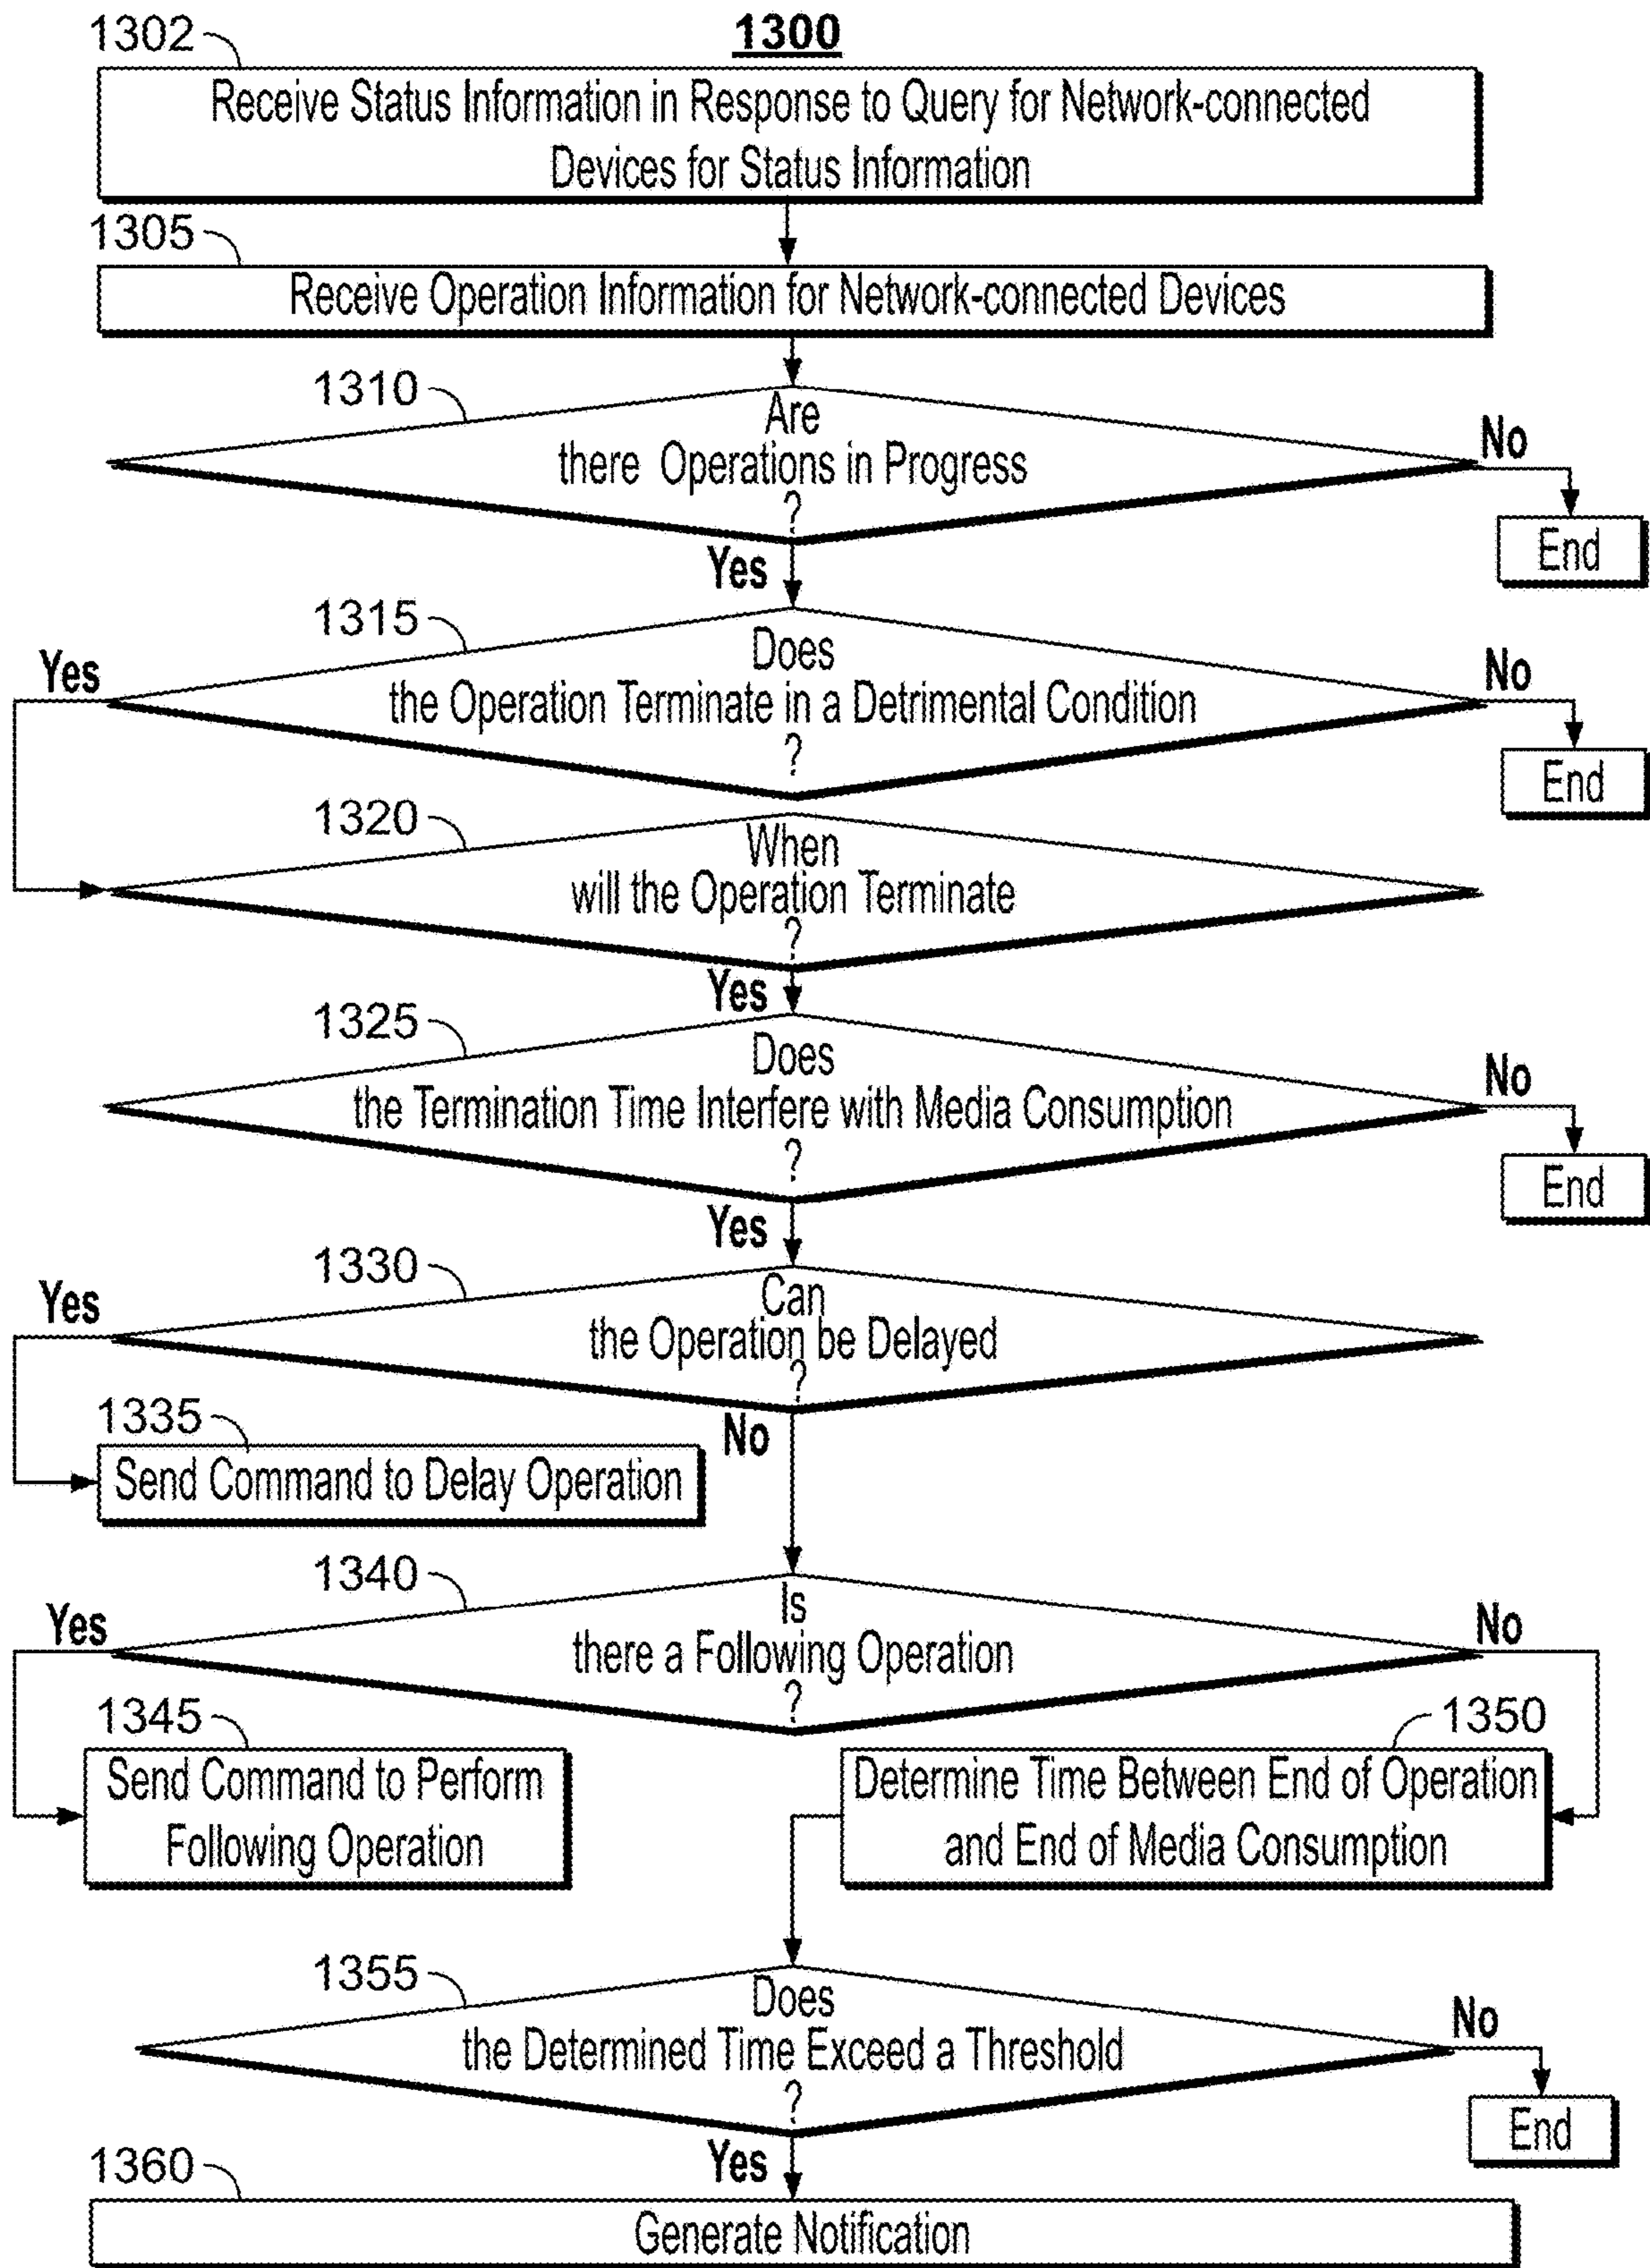 1300
1302
Receive Status Information in Response to Query for Network-connected
Devices for Status Information
1305
Receive Operation Information for Network-connected Devices
1310
Are
there Operations in Progress
?
No
End
Yes
1315
Does
the Operation Terminate in a Detrimental Condition
?
Yes
No
End
1320
When
will the Operation Terminate
?
Yes
1325
Does
the Termination Time Interfere with Media Consumption
?
No
End
Yes
1330
Can
the Operation be Delayed
?
Yes
1335
Send Command to Delay Operation
No
1340
Is
there a Following Operation
?
Yes
No
1345
Send Command to Perform
Following Operation
1350
Determine Time Between End of Operation
and End of Media Consumption
1355
Does
the Determined Time Exceed a Threshold
?
No
End
Yes
1360
Generate Notification